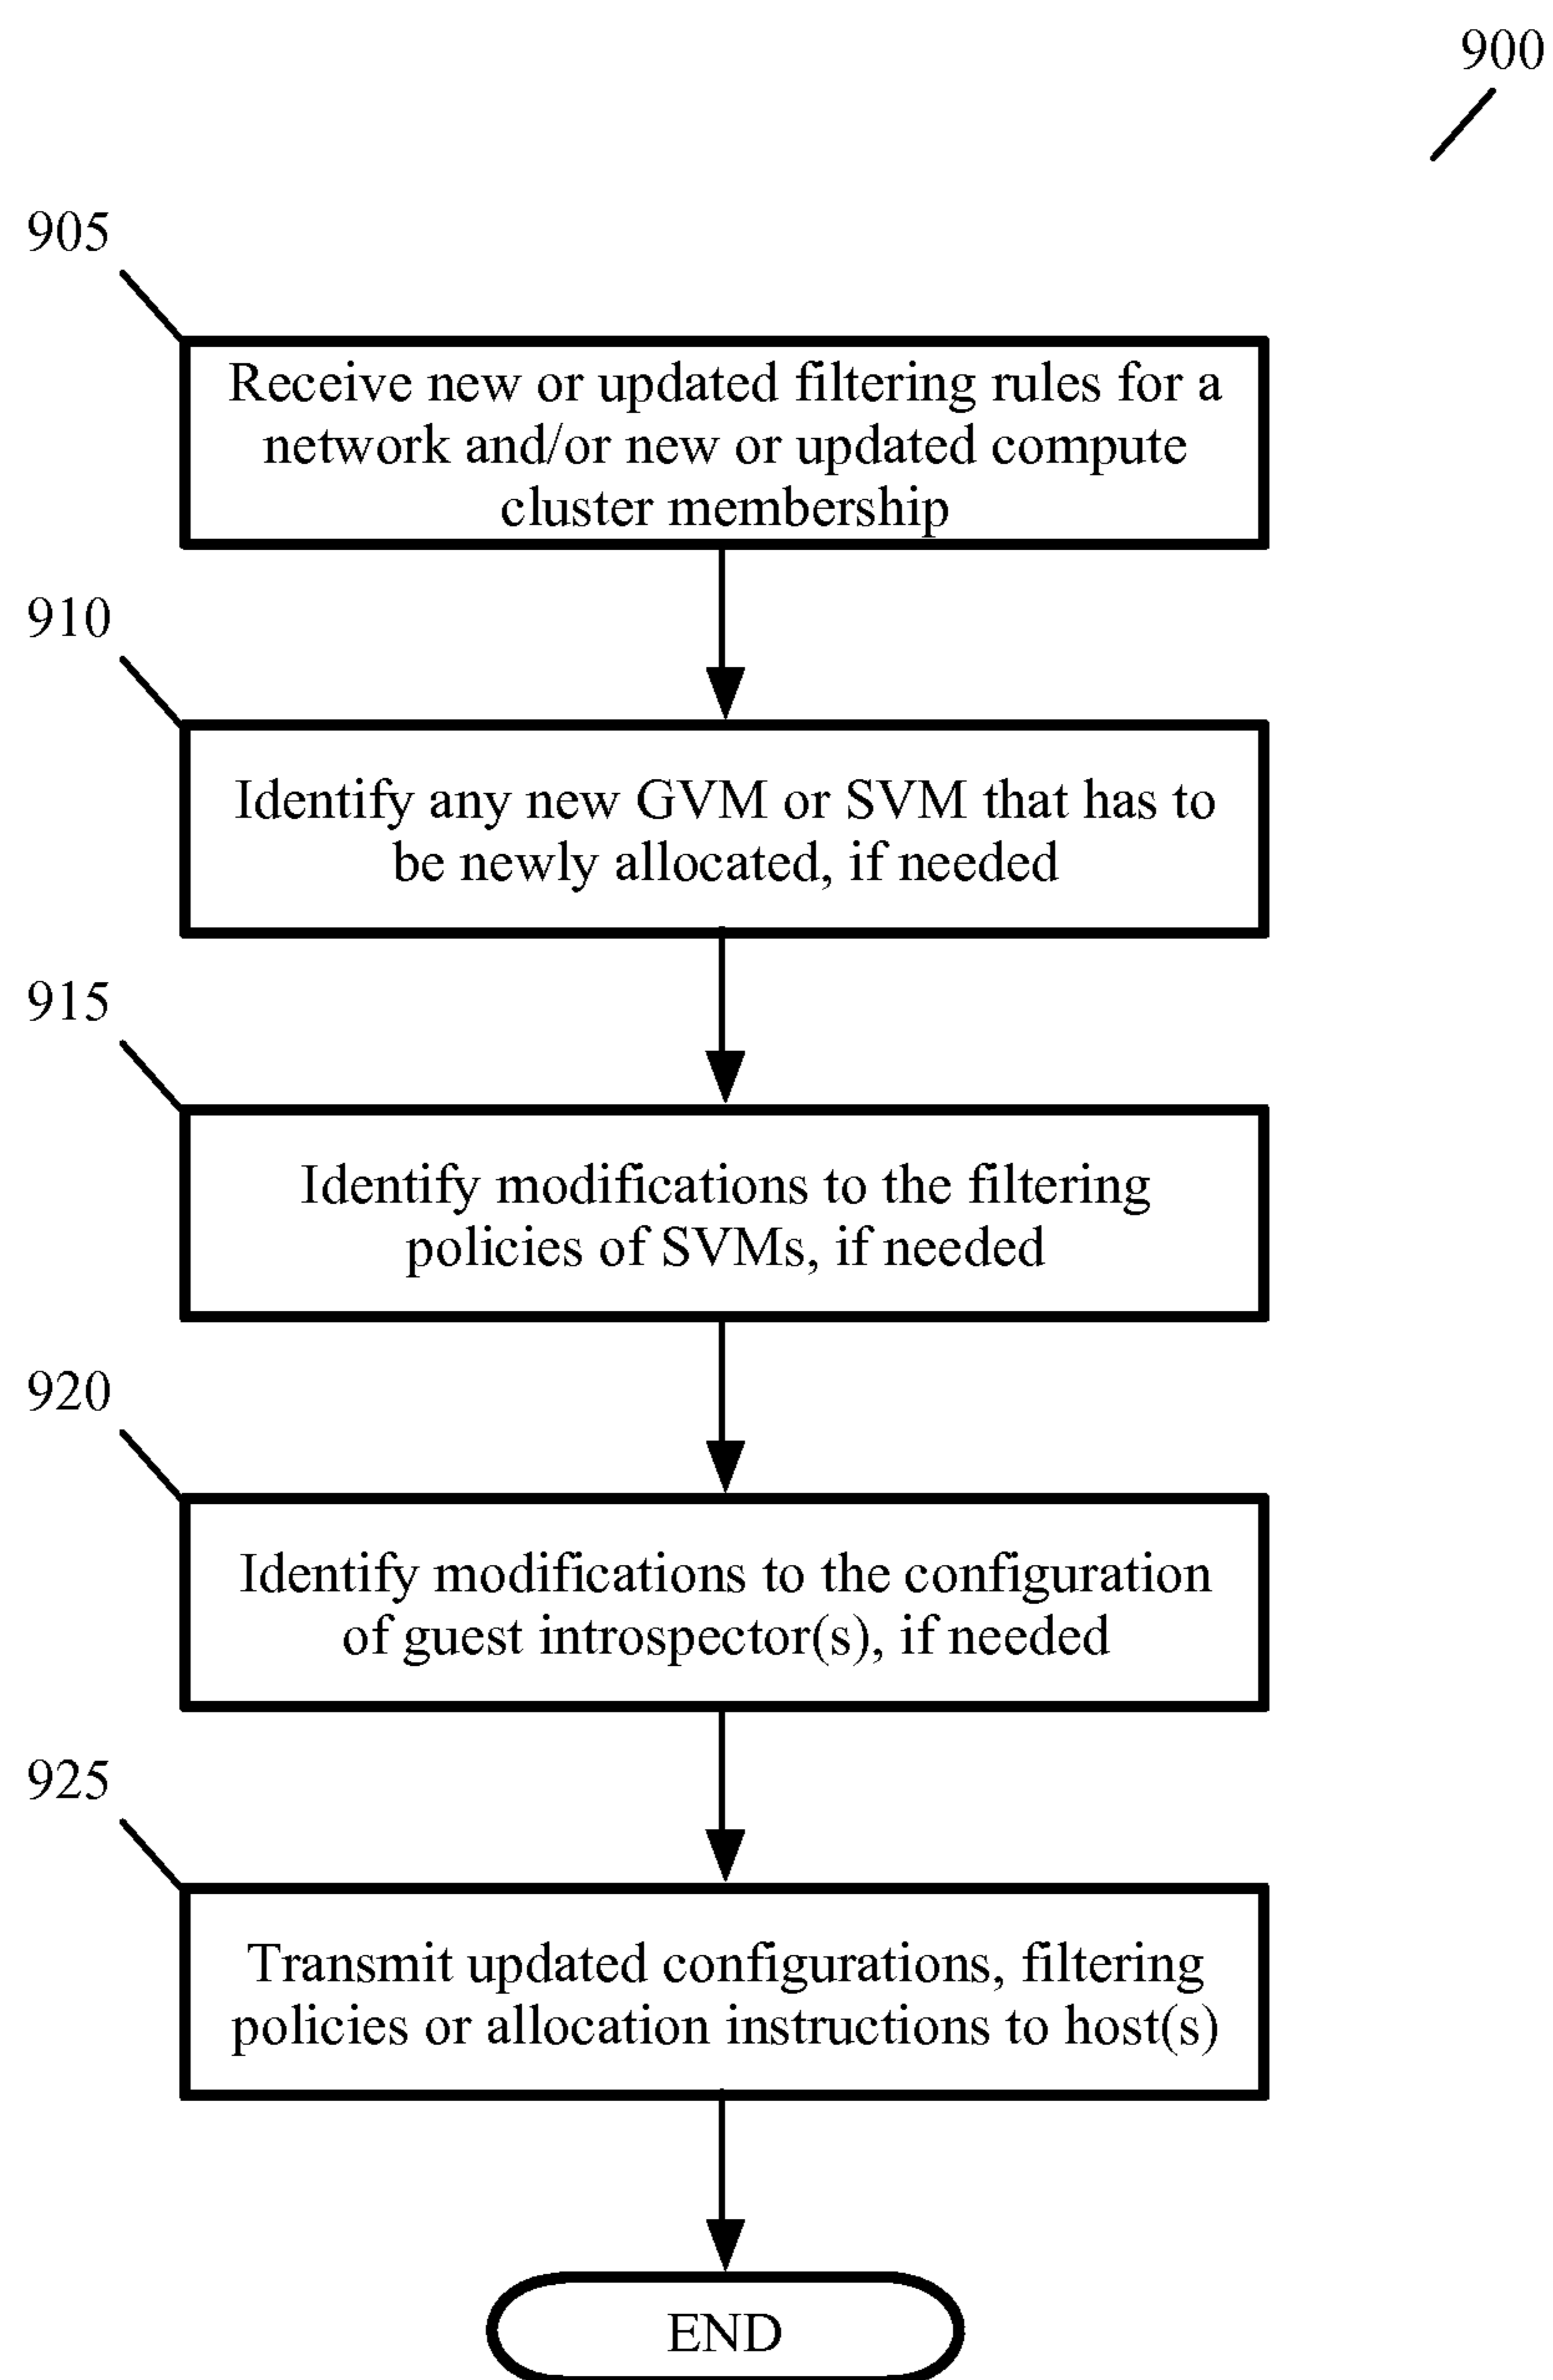 900
905
Receive new or updated filtering rules for a
network and/or new or updated compute
cluster membership
910
Identify any new GVM or SVM that has to
be newly allocated, if needed
915
Identify modifications to the filtering
policies of SVMs, if needed
920
Identify modifications to the configuration
of guest introspector(s), if needed
925
Transmit updated configurations, filtering
policies or allocation instructions to host(s)
END